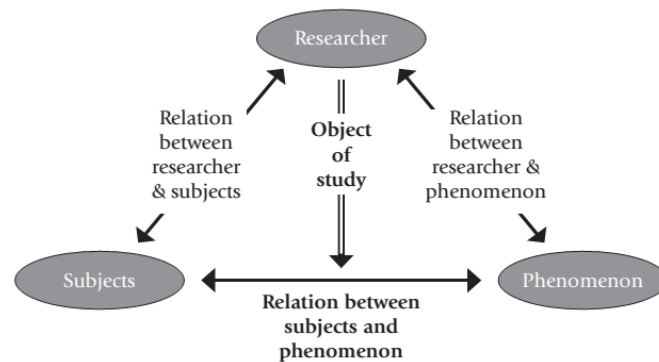 Researcher
Relation
between
researcher
& subjects
Object
of
study
Relation
between
researcher &
phenomenon
Subjects
Phenomenon
Relation between
subjects and
phenomenon